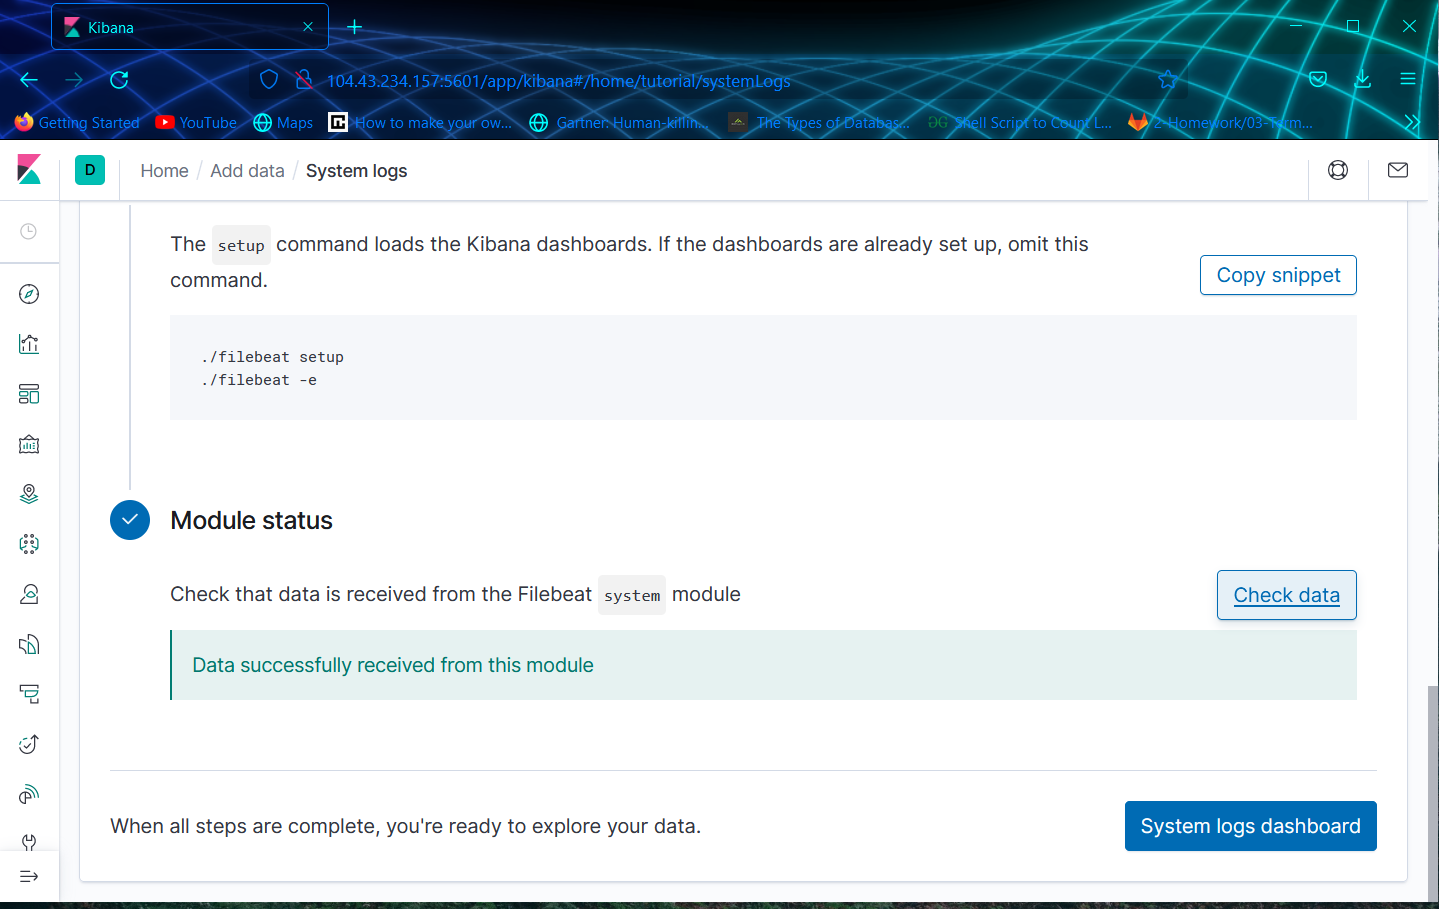 Kibana
104.43.234.157:5601/app/kibana#/home/tutorial/systemLogs
Getting Started YouTube Maps How to make your ow... Gartner: Human-killin... The Types of Databas... Shell Script to Count L... 2-Homework/03-Term...
D Home / Add data / System logs
The setup command loads the Kibana dashboards. If the dashboards are already set up, omit this
command.
Copy snippet
./filebeat setup
./filebeat -e
Module status
Check that data is received from the Filebeat system module
Check data
Data successfully received from this module
When all steps are complete, you're ready to explore your data.
System logs dashboard